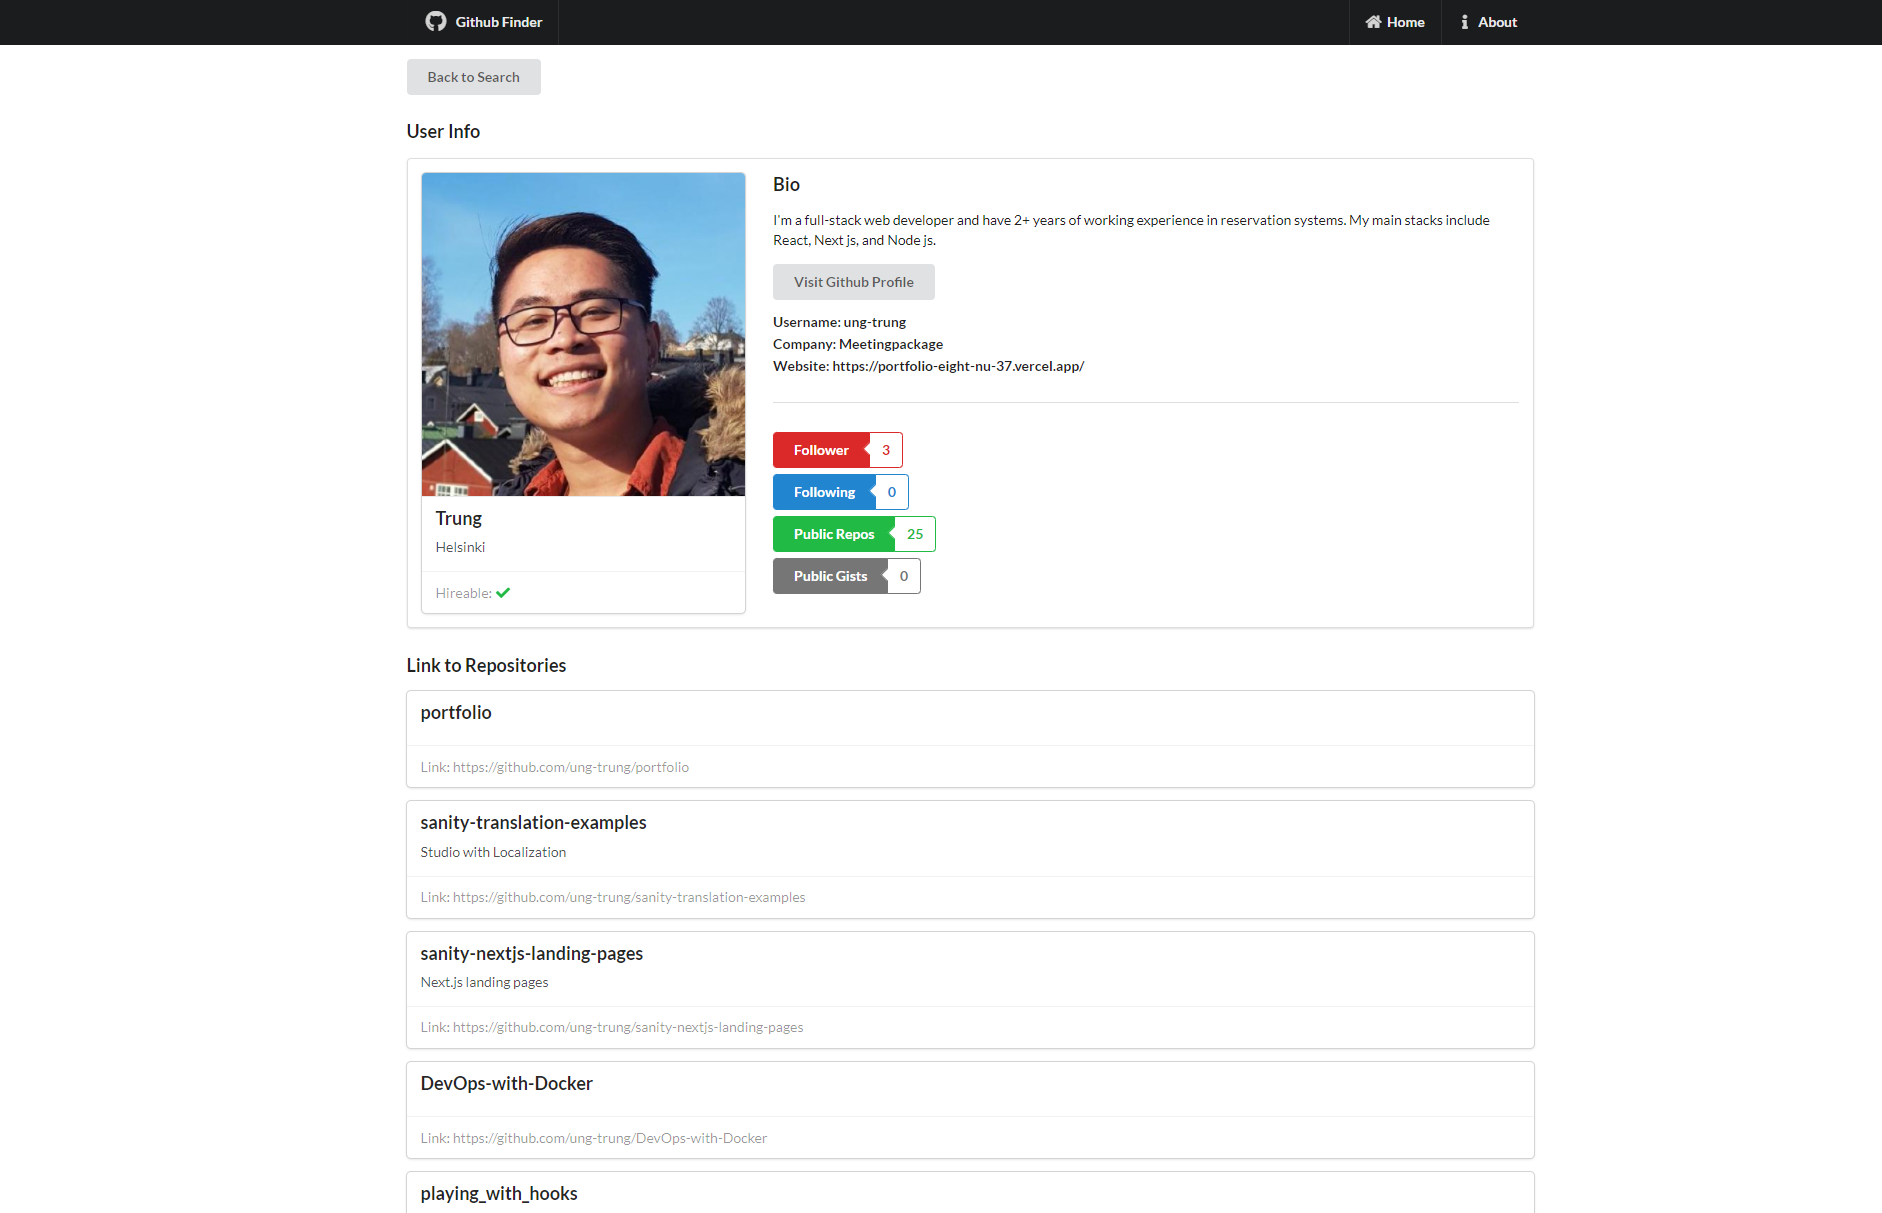 Github Finder
Home
About
Back to Search
User Info
Trung
Helsinki
Hireable:
Bio
I'm a full-stack web developer and have 2+ years of working experience in reservation systems. My main stacks include
React, Next js, and Node js.
Visit Github Profile
Username: ung-trung
Company: Meetingpackage
Website: https://portfolio-eight-nu-37.vercel.app/
Follower 3
Following 0
Public Repos 25
Public Gists 0
Link to Repositories
portfolio
Link: https://github.com/ung-trung/portfolio
sanity-translation-examples
Studio with Localization
Link: https://github.com/ung-trung/sanity-translation-examples
sanity-nextjs-landing-pages
Next.js landing pages
Link: https://github.com/ung-trung/sanity-nextjs-landing-pages
DevOps-with-Docker
Link: https://github.com/ung-trung/DevOps-with-Docker
playing_with_hooks